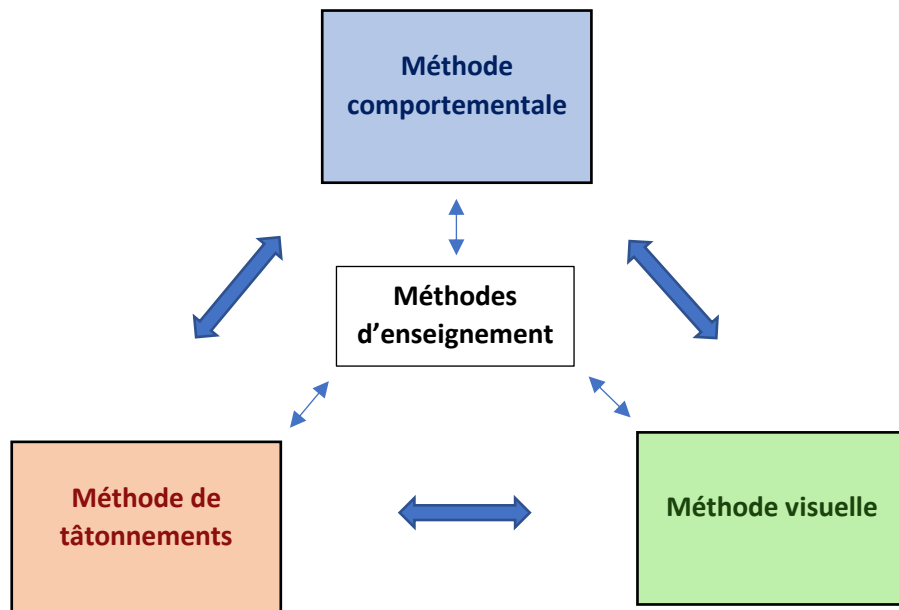 Méthode
comportementale
Méthodes
d’enseignement
Méthode de
tâtonnements
Méthode visuelle